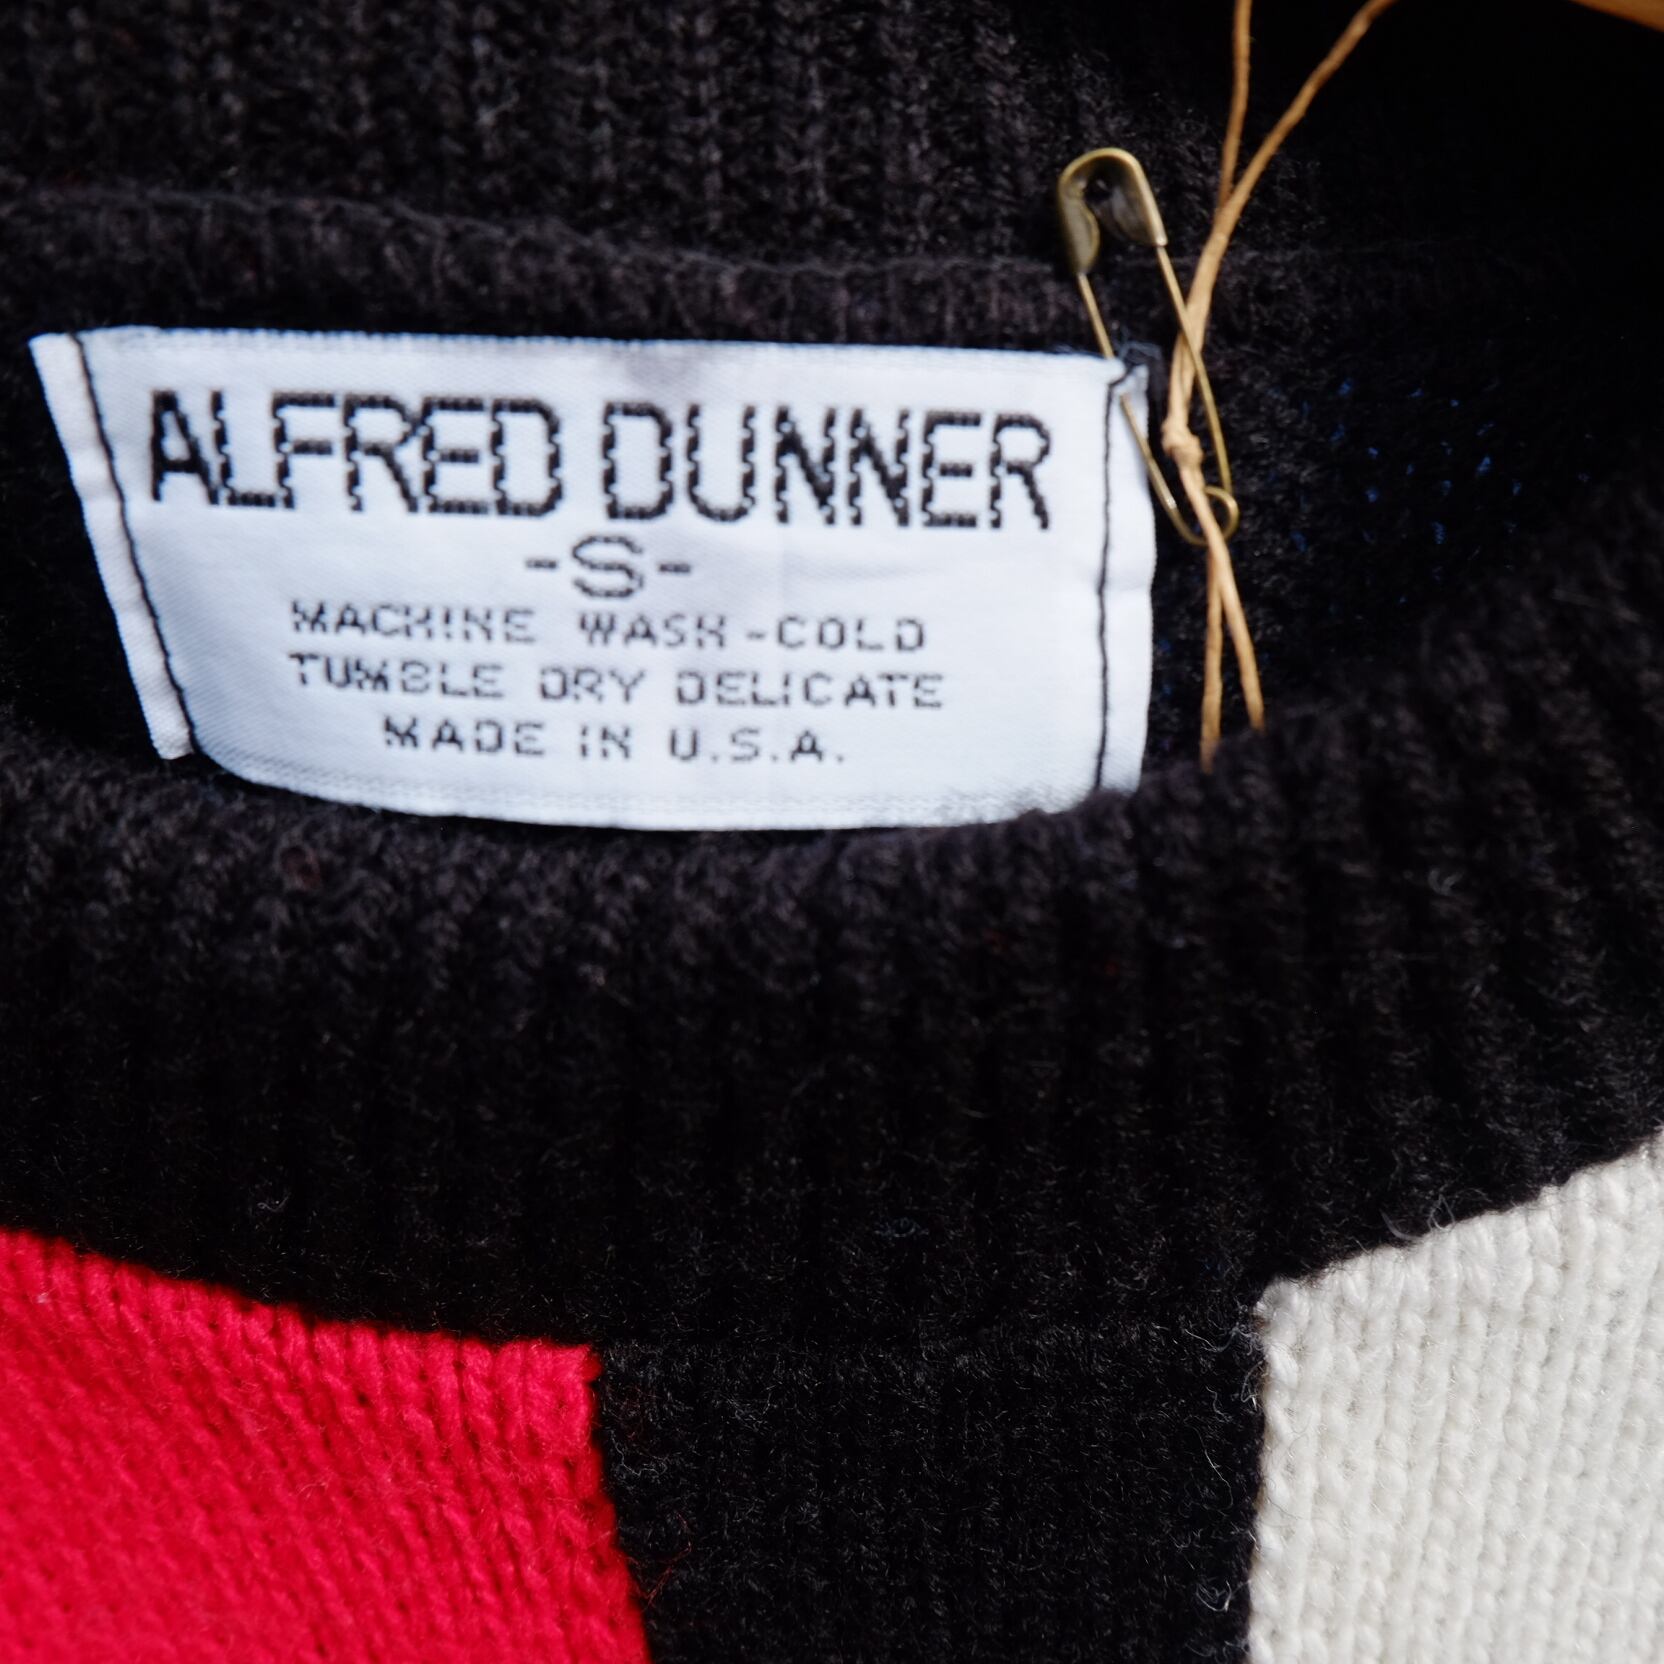 ALFRED DUNNER
-S-
MACHINE WASH-COLD
TUMBLE DRY DELICATE
MADE IN U.S.A.